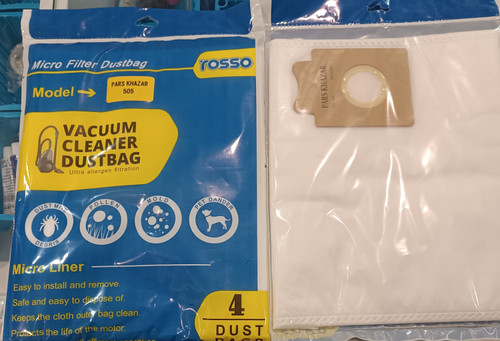 rosso
Micro Filter Dustbag
Model
PARS KHAZAR
505
VACUUM
CLEANER
DUSTBAG
Ultra allergen filtration
DUST MITE
DEBRIS
POLLEN
MOLD
PET DANDER
Micro Liner
Easy to install and remove.
Safe and easy to dispose of.
Keeps the cloth outer bag clean.
Protects the life of the motor.
4
DUST
BAGS
PARS KHAZAR